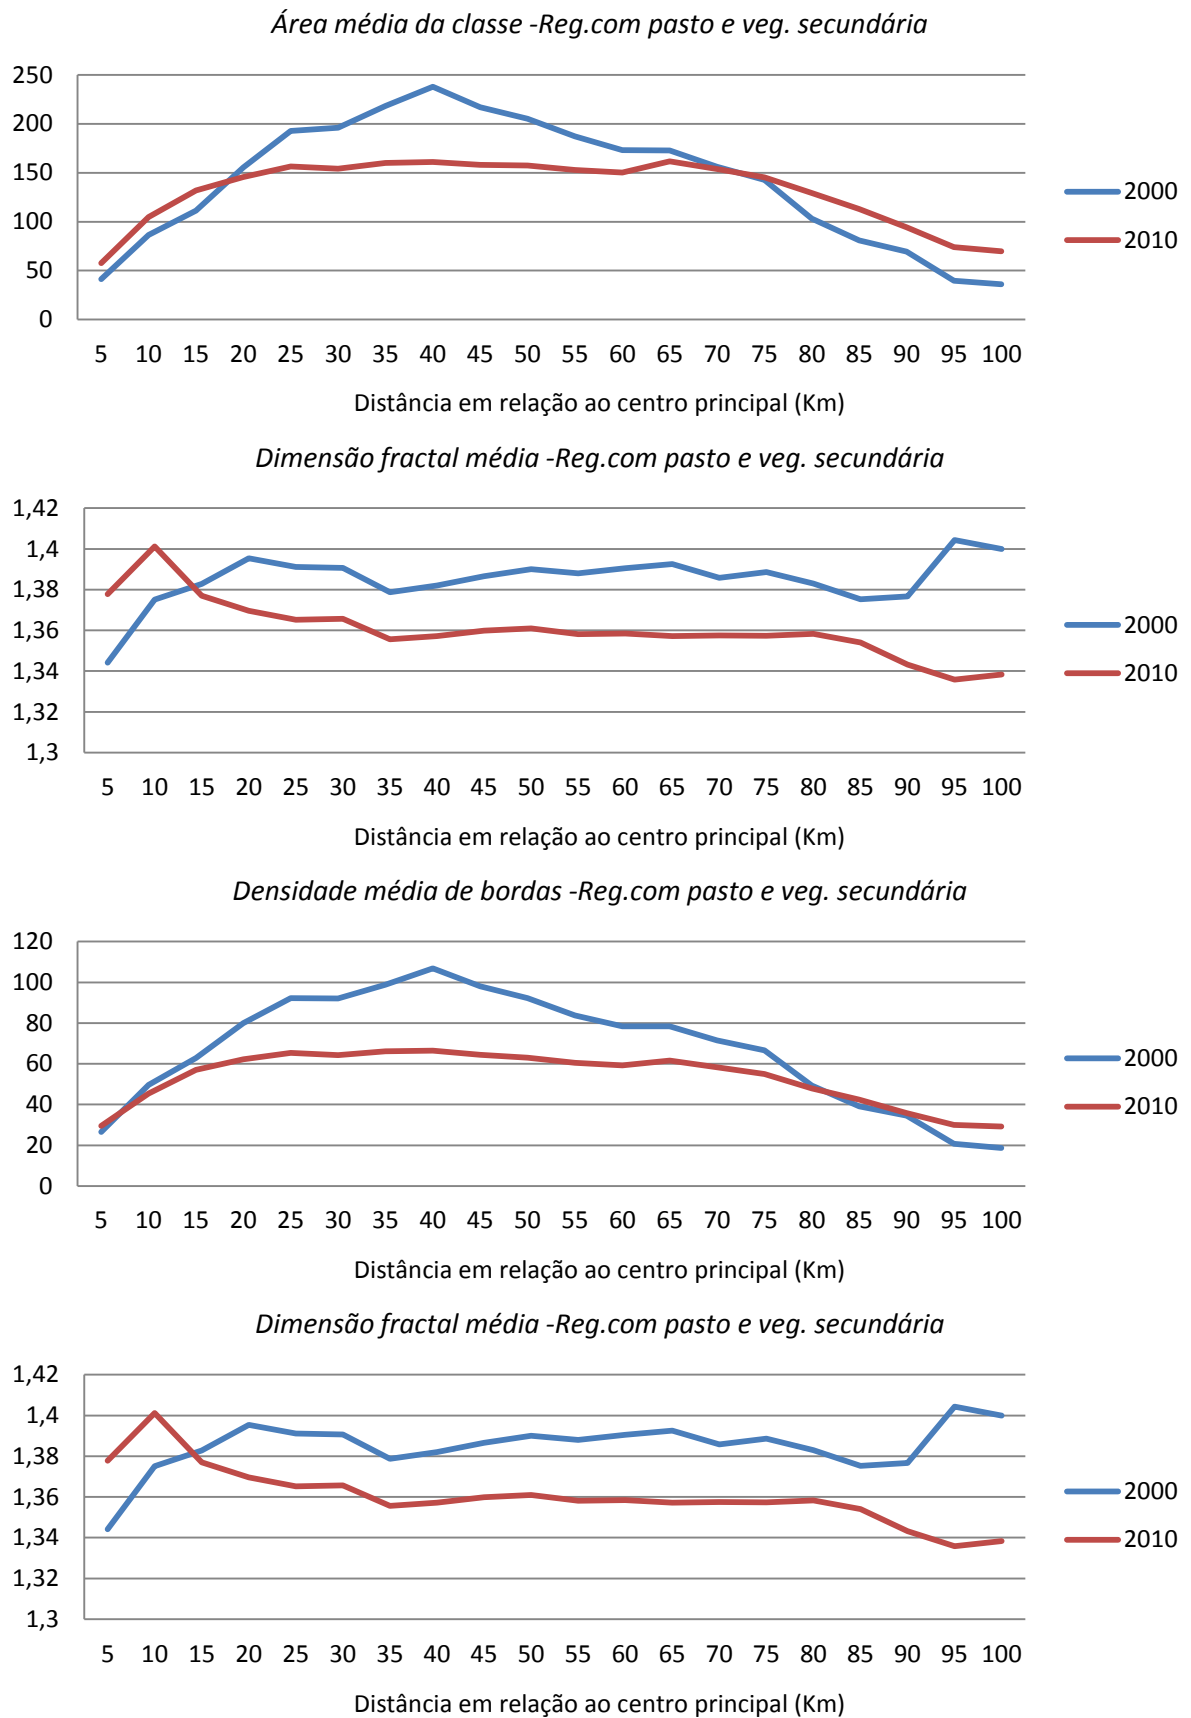 Área média da classe -Reg.com pasto e veg. secundária
250
200
150
100
50
0
2000
2010
5 10 15 20 25 30 35 40 45 50 55 60 65 70 75 80 85 90 95 100
Distância em relação ao centro principal (Km)
Dimensão fractal média -Reg.com pasto e veg. secundária
1,42
1,4
1,38
1,36
1,34
1,32
1,3
2000
2010
5 10 15 20 25 30 35 40 45 50 55 60 65 70 75 80 85 90 95 100
Distância em relação ao centro principal (Km)
Densidade média de bordas -Reg.com pasto e veg. secundária
120
100
80
60
40
20
0
2000
2010
5 10 15 20 25 30 35 40 45 50 55 60 65 70 75 80 85 90 95 100
Distância em relação ao centro principal (Km)
Dimensão fractal média -Reg.com pasto e veg. secundária
1,42
1,4
1,38
1,36
1,34
1,32
1,3
2000
2010
5 10 15 20 25 30 35 40 45 50 55 60 65 70 75 80 85 90 95 100
Distância em relação ao centro principal (Km)